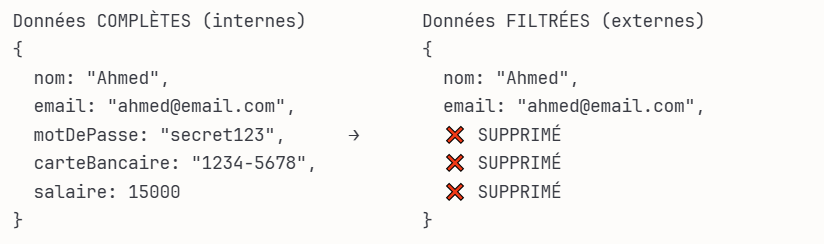 Données COMPLÈTES (internes) Données FILTRÉES (externes)
{ {
nom: "Ahmed", nom: "Ahmed",
email: "ahmed@email.com", email: "ahmed@email.com",
motDePasse: "secret123", → ❌ SUPPRIMÉ
carteBancaire: "1234-5678", ❌ SUPPRIMÉ
salaire: 15000 ❌ SUPPRIMÉ
} }